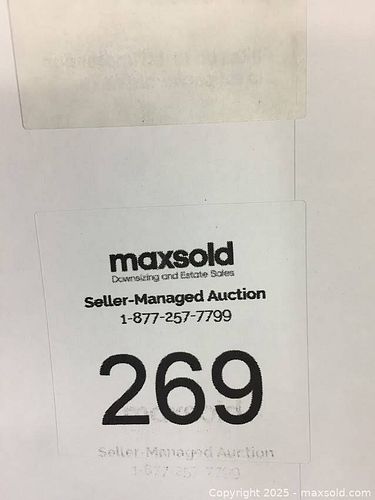 maxsold
Downsizing and Estate Sales
Seller-Managed Auction
1-877-257-7799
269
Seller-Managed Auction
1-877-257-7799
Copyright © 2025 - maxsold.com